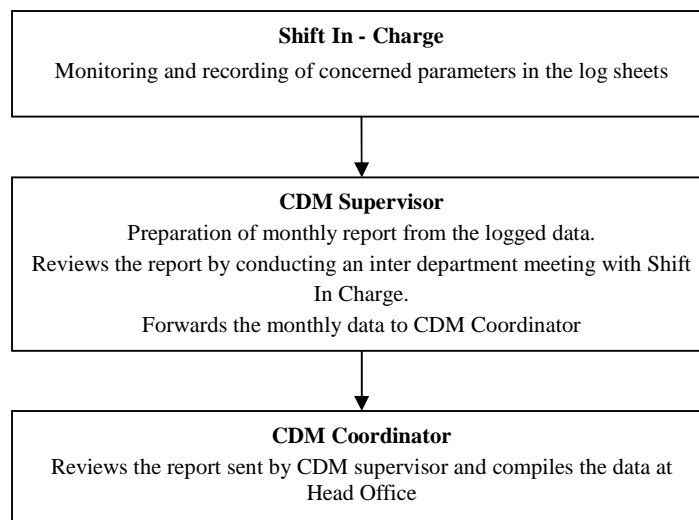 Shift In - Charge
Monitoring and recording of concerned parameters in the log sheets
CDM Supervisor
Preparation of monthly report from the logged data.
Reviews the report by conducting an inter department meeting with Shift
In Charge.
Forwards the monthly data to CDM Coordinator
CDM Coordinator
Reviews the report sent by CDM supervisor and compiles the data at
Head Office